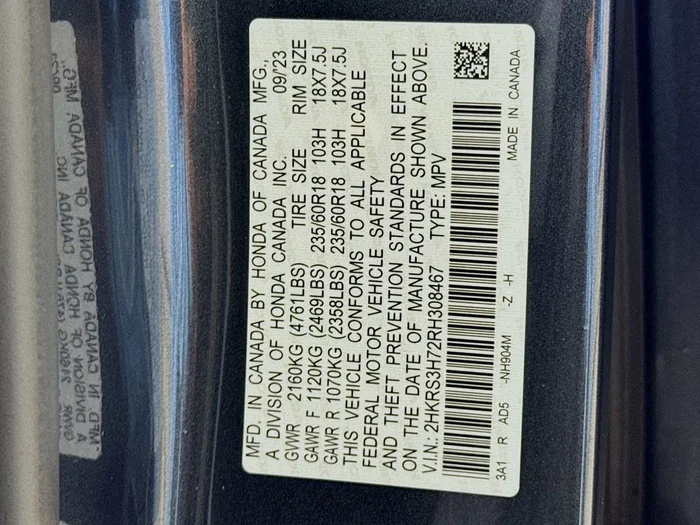 MFD. IN CANADA BY HONDA OF CANADA MFG.,
A DIVISION OF HONDA CANADA INC. 09/23
GVWR 2160KG (4761LBS) TIRE SIZE RIM SIZE
GAWR F 1120KG (2469LBS) 235/60R18 103H 18X7.5J
GAWR R 1070KG (2358LBS) 235/60R18 103H 18X7.5J
THIS VEHICLE CONFORMS TO ALL APPLICABLE
FEDERAL MOTOR VEHICLE SAFETY
AND THEFT PREVENTION STANDARDS IN EFFECT
ON THE DATE OF MANUFACTURE SHOWN ABOVE.
V.I.N.: 2HKRS3H72RH308467 TYPE: MPV
3A1 R AD5 -NH904M -Z -H MADE IN CANADA